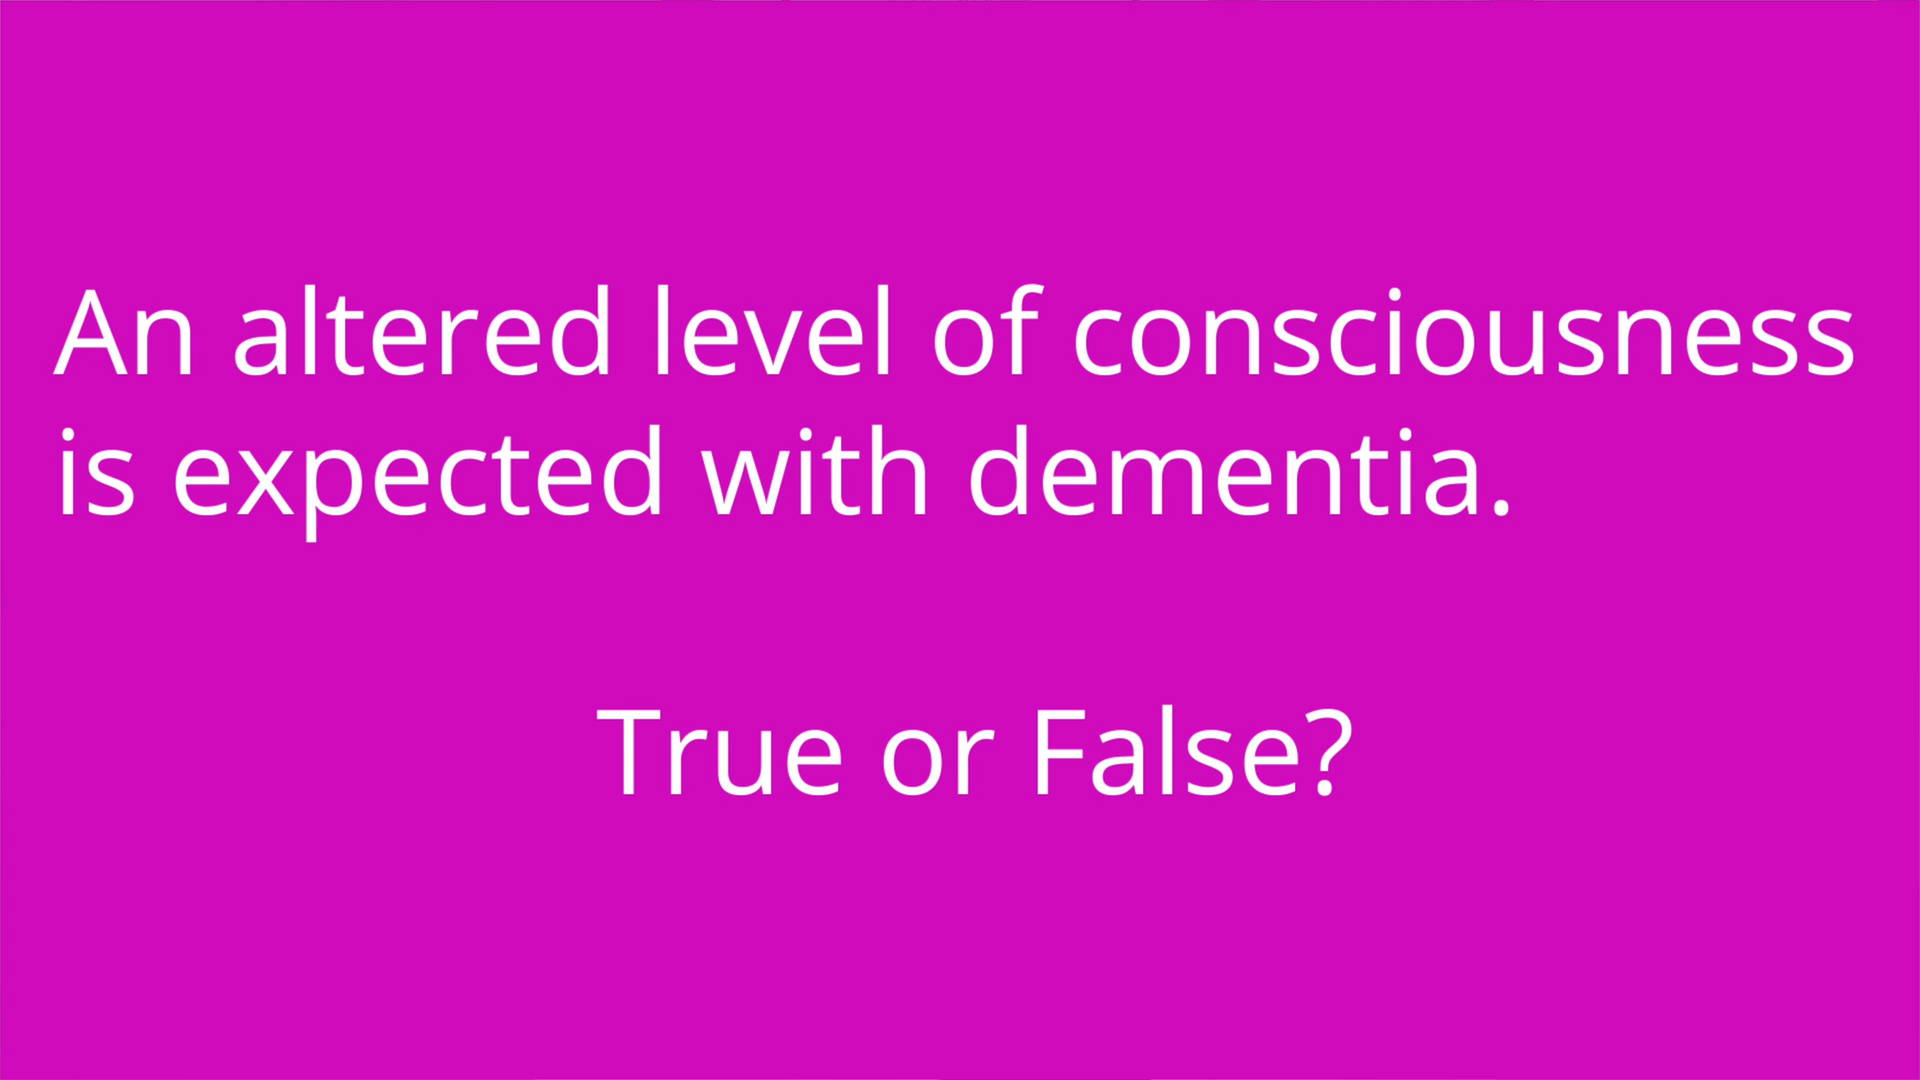 An altered level of consciousness
is expected with dementia.
True or False?